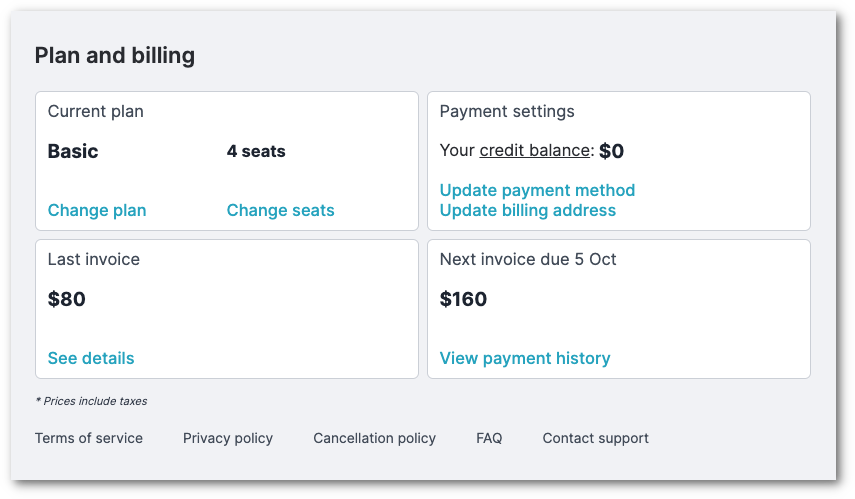 Plan and billing
Current plan
Basic
4 seats
Change plan
Change seats
Payment settings
Your credit balance: $0
Update payment method
Update billing address
Last invoice
$80
See details
Next invoice due 5 Oct
$160
View payment history
* Prices include taxes
Terms of service
Privacy policy
Cancellation policy
FAQ
Contact support